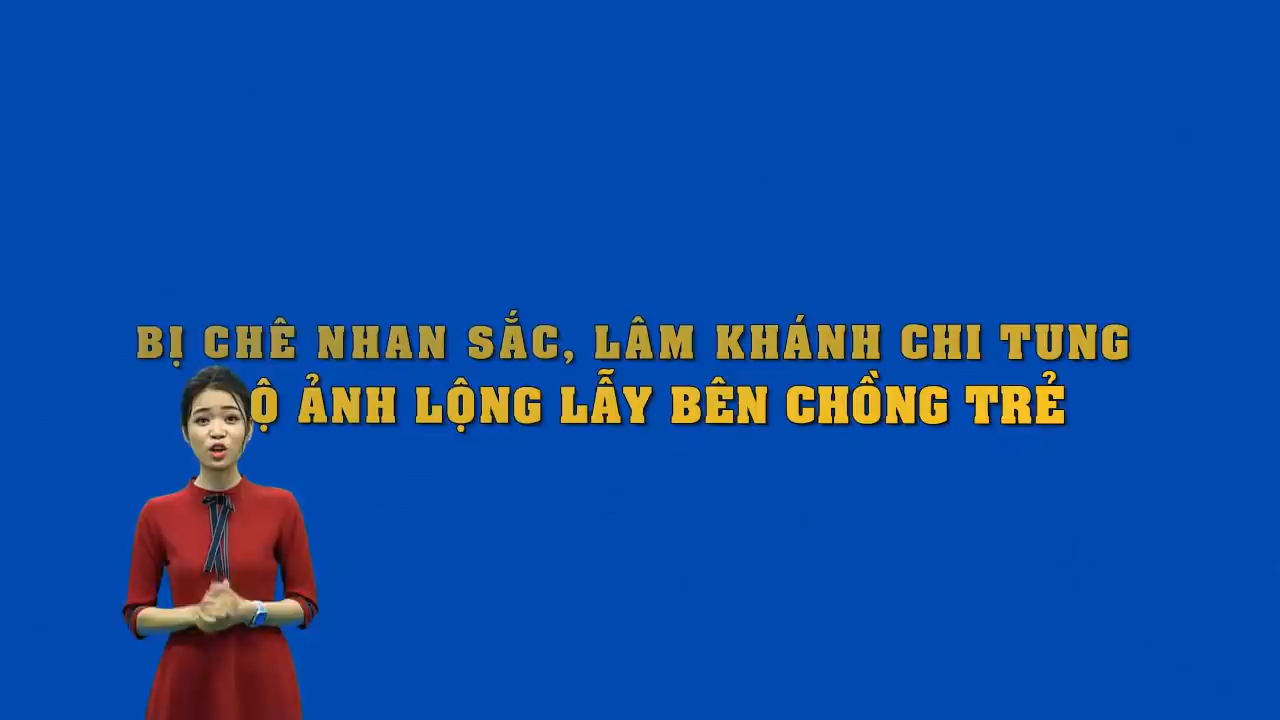 BỊ CHÊ NHAN SẮC, LÂM KHÁNH CHI TUNG
ẢNH LỘNG LẪY BÊN CHỒNG TRẺ